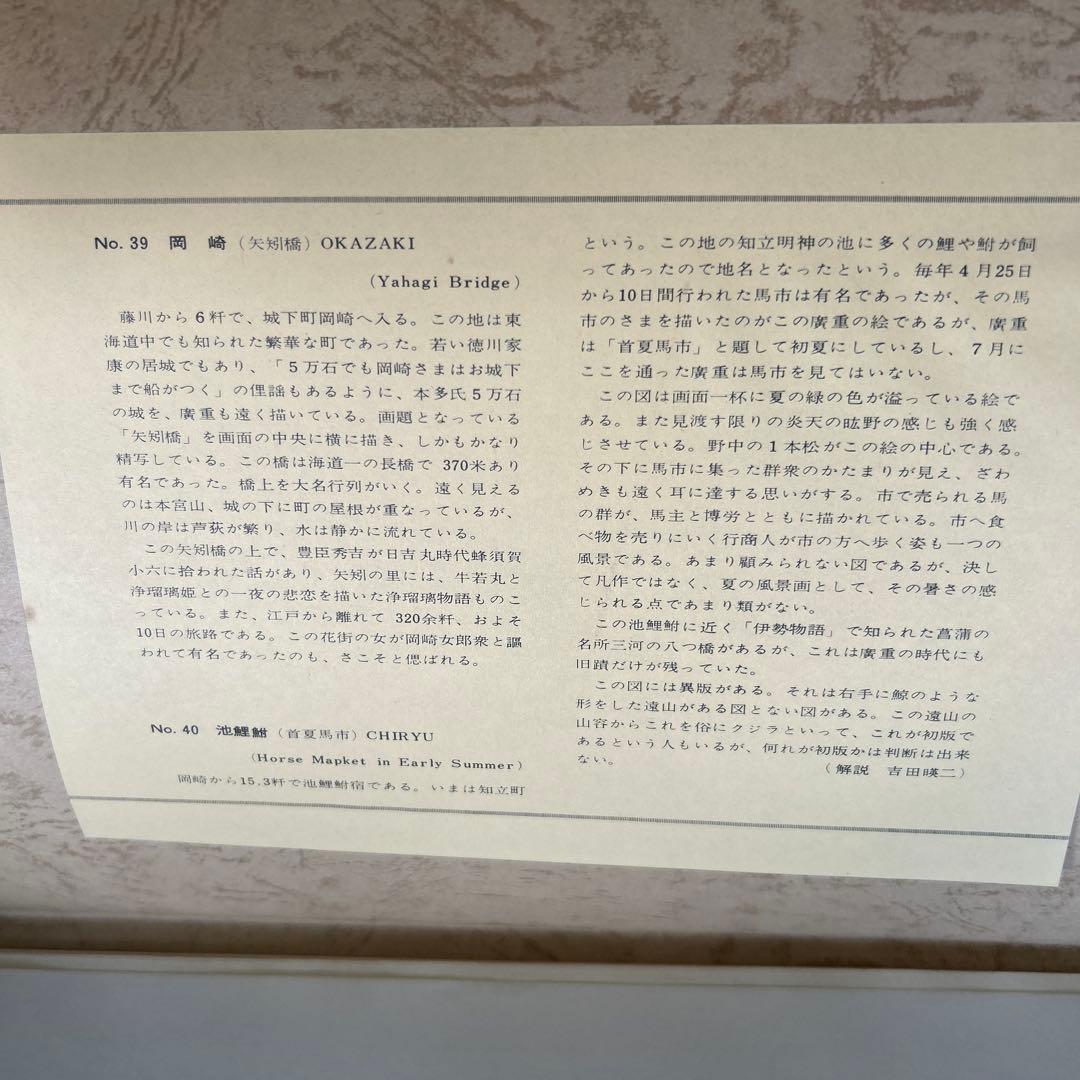 No. 39 岡崎（矢矧橋）OKAZAKI
(Yahagi Bridge)
藤川から６粁で、城下町岡崎へ入る。この地は東
海道中でも知られた繁華な町であった。若い徳川家
康の居城でもあり、「５万石でも岡崎さまはお城下
まで船がつく」の俚謡もあるように、本多氏５万石
の城を、廣重も遠く描いている。画題となっている
「矢矧橋」を画面の中央に横に描き、しかもかなり
精写している。この橋は海道一の長橋で 370米あり
有名であった。橋上を大名行列がいく。遠く見える
のは本宮山、城の下に町の屋根が重なっているが、
川の岸は芦荻が繁り、水は静かに流れている。
この矢矧橋の上で、豊臣秀吉が日吉丸時代蜂須賀
小六に拾われた話があり、矢矧の里には、牛若丸と
浄瑠璃姫との一夜の悲恋を描いた浄瑠璃物語ものこ
っている。また、江戸から離れて 320余粁、およそ
10日の旅路である。この花街の女が岡崎女郎衆と謳
われて有名であったのも、さこそと偲ばれる。
No. 40 池鯉鮒（首夏馬市）CHIRYU
(Horse Mapket in Early Summer)
岡崎から15.3粁で池鯉鮒宿である。いまは知立町
という。この地の知立明神の池に多くの鯉や鮒が飼
ってあったので地名となったという。毎年４月25日
から10日間行われた馬市は有名であったが、その馬
市のさまを描いたのがこの廣重の絵であるが、廣重
は「首夏馬市」と題して初夏にしているし、７月に
ここを通った廣重は馬市を見てはいない。
この図は画面一杯に夏の緑の色が溢っている絵で
ある。また見渡す限りの炎天の眩野の感じも強く感
じさせている。野中の１本松がこの絵の中心である。
その下に馬市に集った群衆のかたまりが見え、ざわ
めきも遠く耳に達する思いがする。市で売られる馬
の群が、馬主と博労とともに描かれている。市へ食
べ物を売りにいく行商人が市の方へ歩く姿も一つの
風景である。あまり顧みられない図であるが、決し
て凡作ではなく、夏の風景画として、その暑さの感
じられる点であまり類がない。
この池鯉鮒に近く「伊勢物語」で知られた菖蒲の
名所三河の八つ橋があるが、これは廣重の時代にも
旧蹟だけが残っていた。
この図には異版がある。それは右手に鯨のような
形をした遠山がある図とない図がある。この遠山の
山容からこれを俗にクジラといって、これが初版で
あるという人もいるが、何れが初版かは判断は出来
ない。
（解説　吉田暎二）